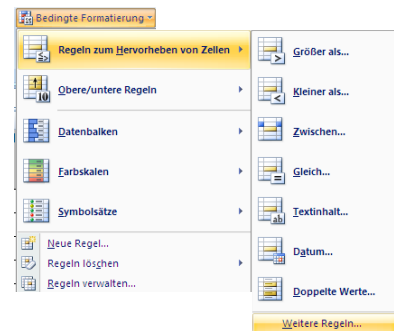 Bedingte Formatierung
Regeln zum Hervorheben von Zellen
Obere/untere Regeln
Datenbalken
Farbskalen
Symbolsätze
Neue Regel...
Regeln löschen
Regeln verwalten...
Größer als...
Kleiner als...
Zwischen...
Gleich...
Textinhalt...
Datum...
Doppelte Werte...
Weitere Regeln...